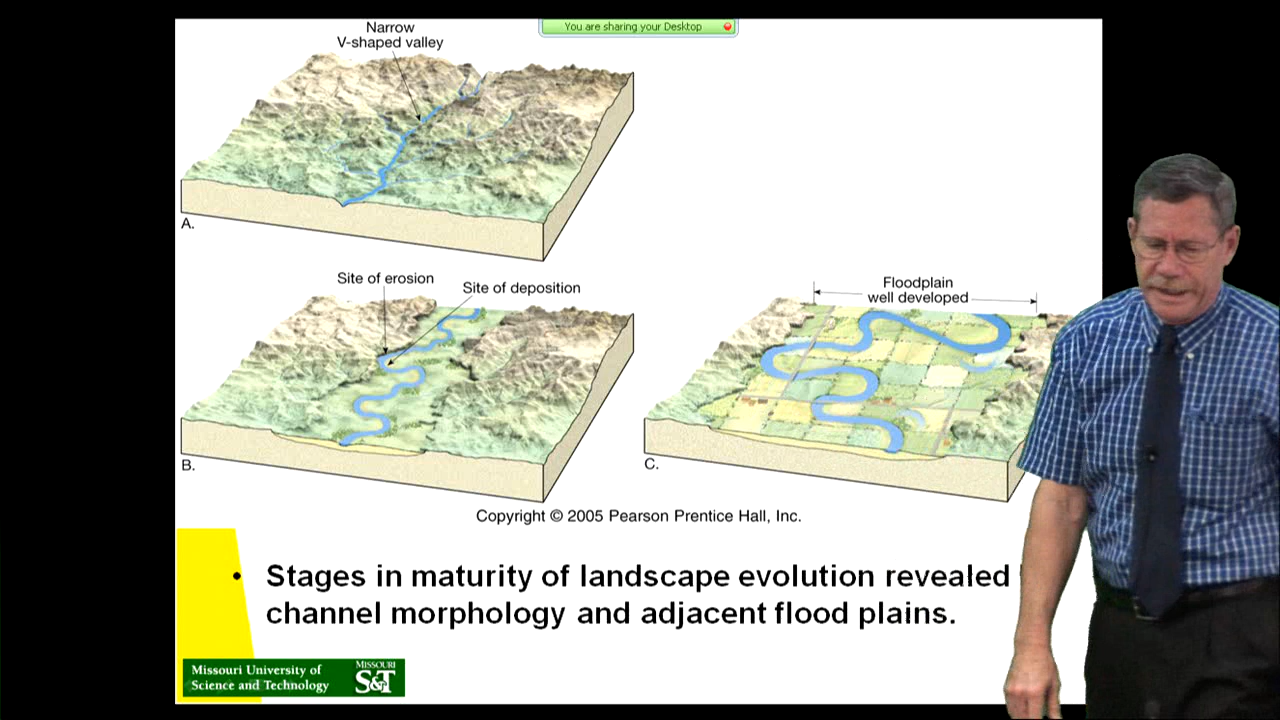 You are sharing your Desktop
Narrow
V-shaped valley
A.
Site of erosion
Site of deposition
B.
Floodplain
well developed
C.
Copyright © 2005 Pearson Prentice Hall, Inc.
• Stages in maturity of landscape evolution revealed
channel morphology and adjacent flood plains.
Missouri University of
Science and Technology
MISSOURI
S&T